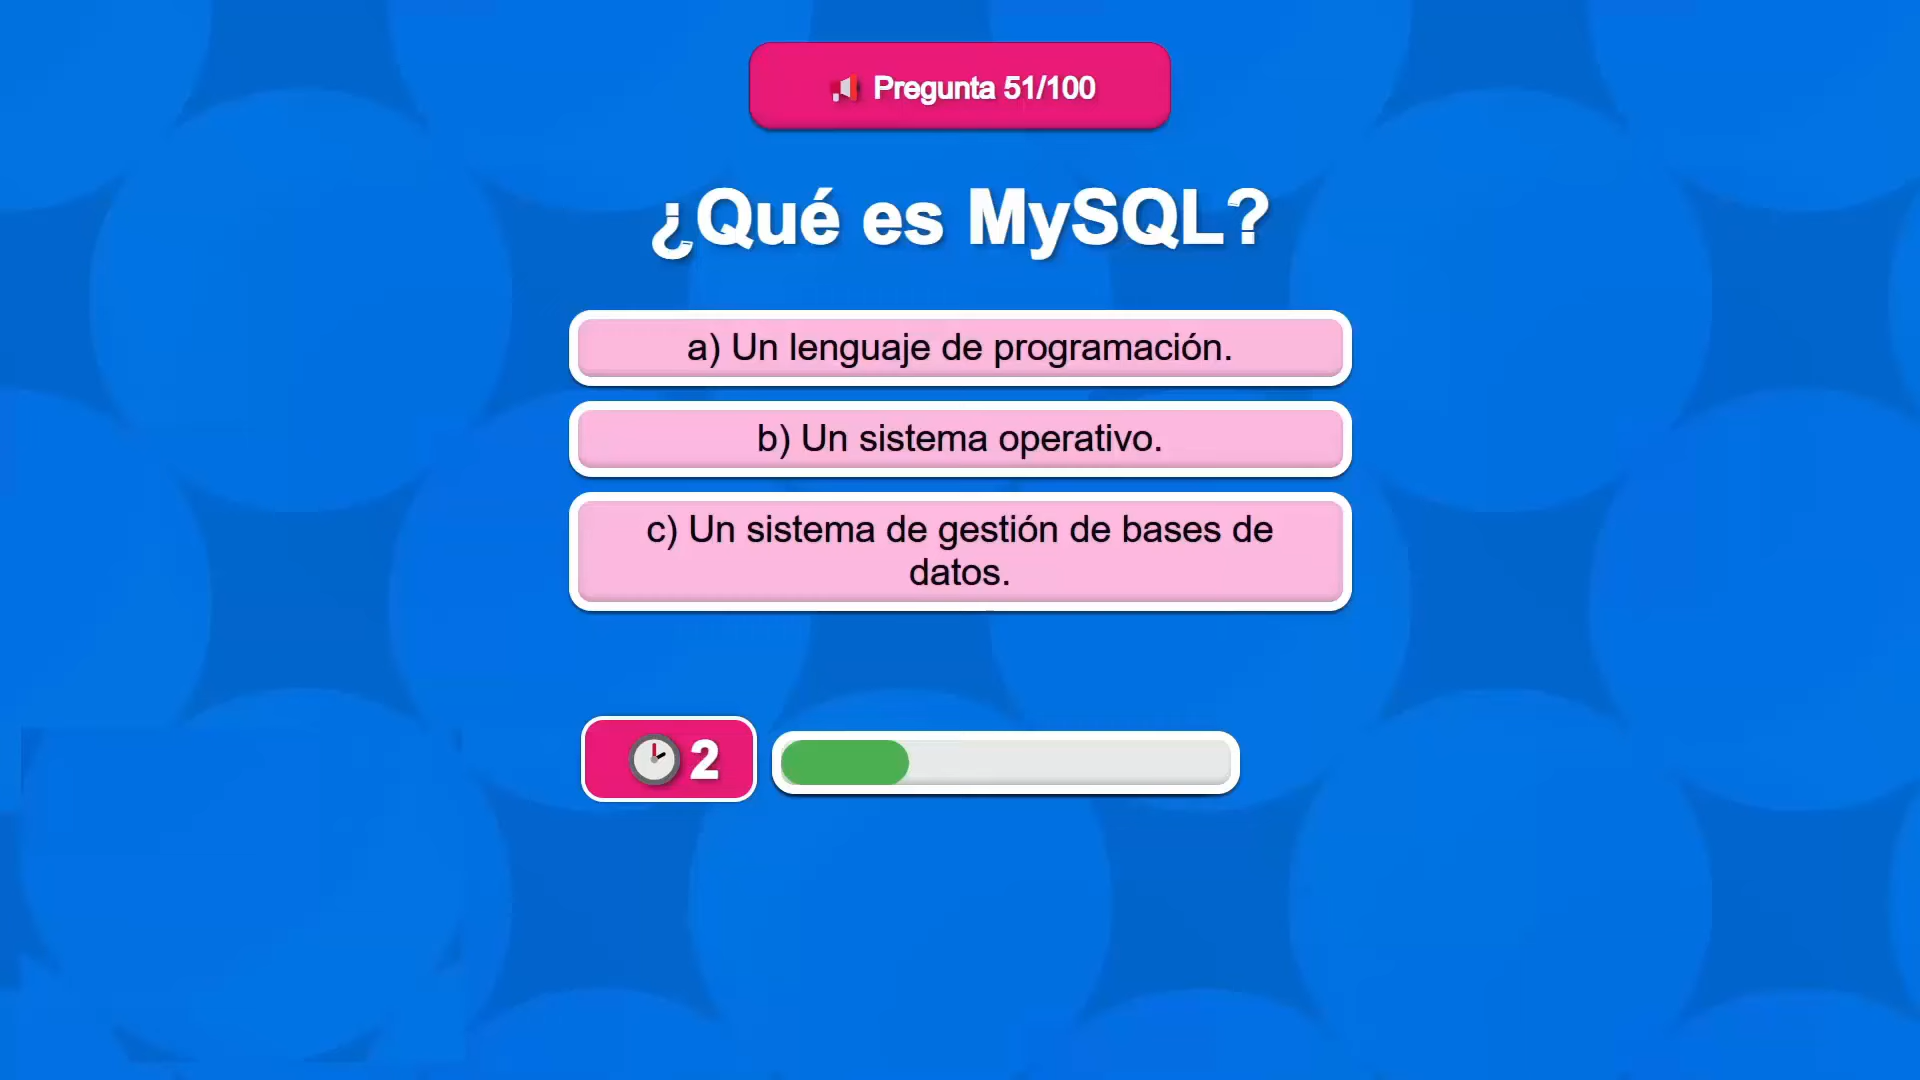 Pregunta 51/100
¿Qué es MySQL?
a) Un lenguaje de programación.
b) Un sistema operativo.
c) Un sistema de gestión de bases de
datos.
2